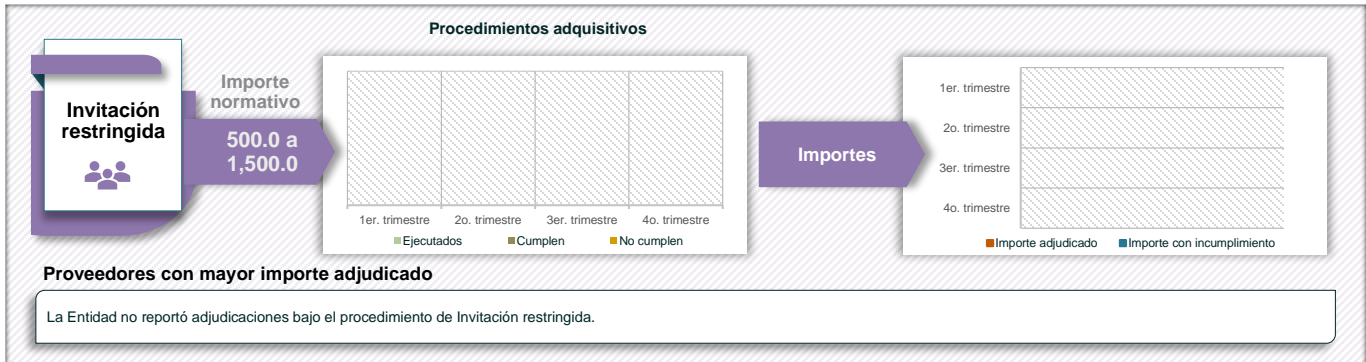 Procedimientos adquisitivos
Invitación
restringida
Importe
normativo
500.0 a
1,500.0
1er. trimestre
2o. trimestre
3er. trimestre
4o. trimestre
Ejecutados
Cumplen
No cumplen
Importes
1er. trimestre
2o. trimestre
3er. trimestre
4o. trimestre
Importe adjudicado
Importe con incumplimiento
Proveedores con mayor importe adjudicado
La Entidad no reportó adjudicaciones bajo el procedimiento de Invitación restringida.